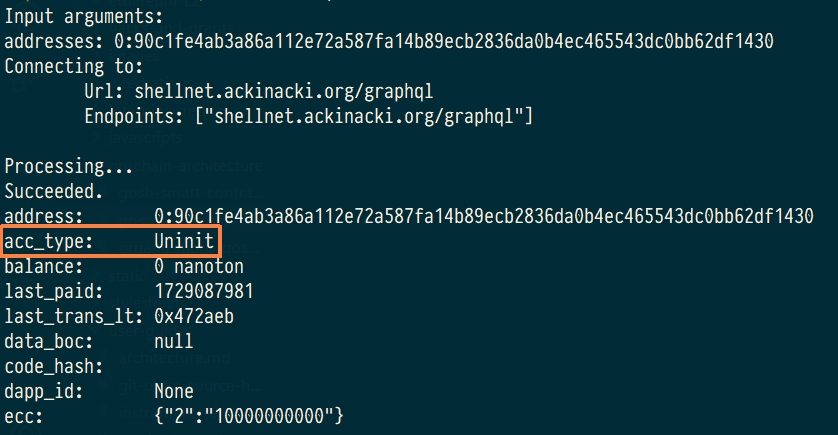 Input arguments:
addresses: 0:90c1fe4ab3a86a112e72a587fa14b89ecb2836da0b4ec465543dc0bb62df1430
Connecting to:
Url: shellnet.ackinacki.org/graphql
Endpoints: ["shellnet.ackinacki.org/graphql"]
Processing...
Succeeded.
address: 0:90c1fe4ab3a86a112e72a587fa14b89ecb2836da0b4ec465543dc0bb62df1430
acc_type: Uninit
balance: 0 nanoton
last_paid: 1729087981
last_trans_lt: 0x472aeb
data_boc: null
code_hash:
dapp_id: None
ecc: {"2":"10000000000"}